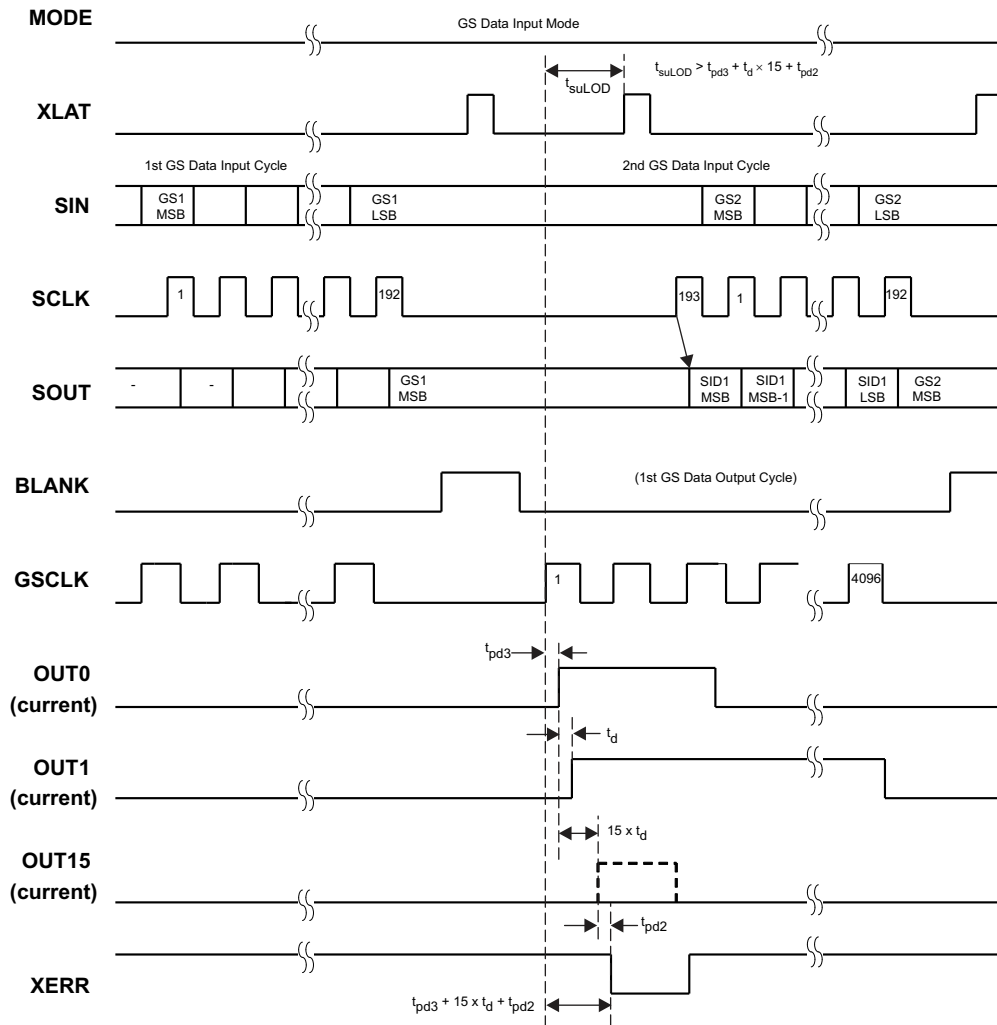 MODE
GS Data Input Mode
t_suLOD
t_suLOD > t_pd3 + t_d × 15 + t_pd2
XLAT
1st GS Data Input Cycle
2nd GS Data Input Cycle
SIN
GS1 MSB
GS1 LSB
GS2 MSB
GS2 LSB
SCLK
1
192
193
1
192
SOUT
-
-
-
GS1 MSB
SID1 MSB
SID1 MSB-1
SID1 LSB
GS2 MSB
BLANK
(1st GS Data Output Cycle)
GSCLK
1
4096
t_pd3
OUT0
(current)
t_d
OUT1
(current)
15 x t_d
OUT15
(current)
t_pd2
XERR
t_pd3 + 15 x t_d + t_pd2